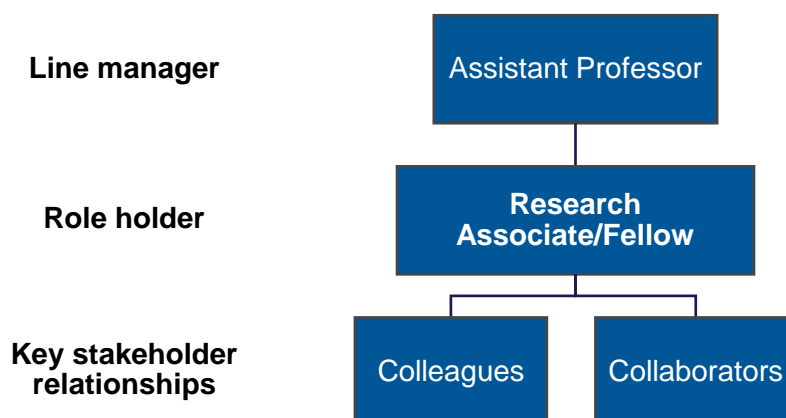 Line manager
Assistant Professor
Role holder
Research
Associate/Fellow
Key stakeholder
relationships
Colleagues
Collaborators